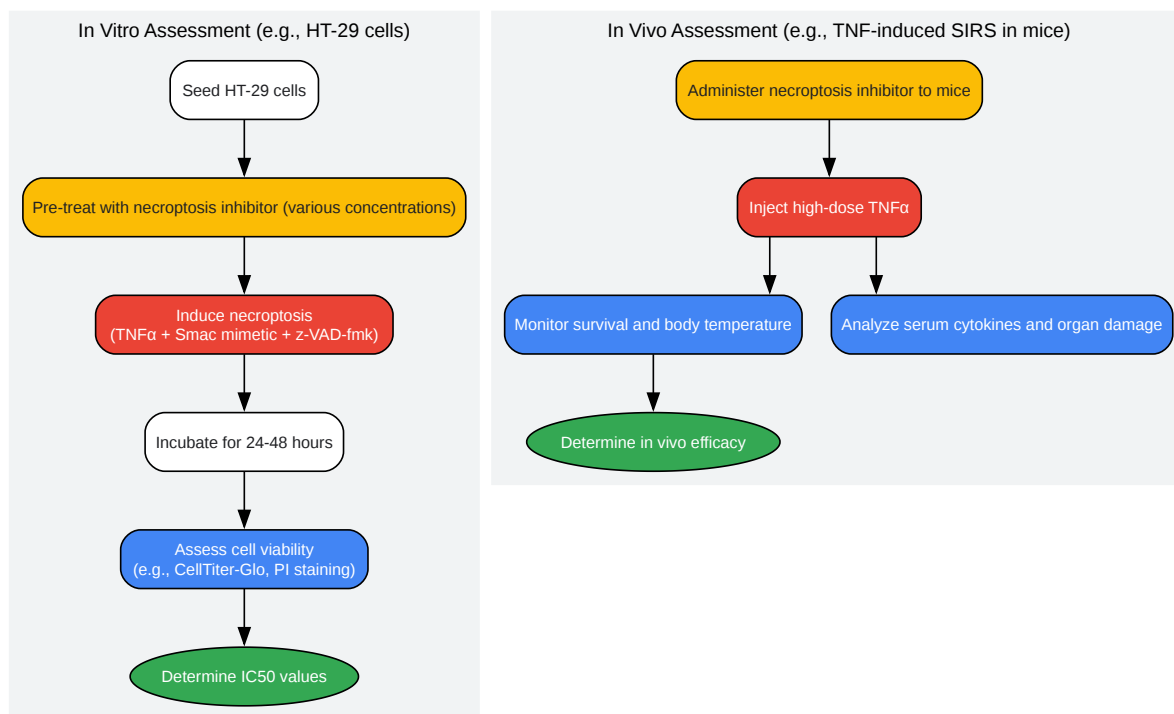 In Vitro Assessment (e.g., HT-29 cells)
Seed HT-29 cells
Pre-treat with necroptosis inhibitor (various concentrations)
Induce necroptosis
(TNFα + Smac mimetic + z-VAD-fmk)
Incubate for 24-48 hours
Assess cell viability
(e.g., CellTiter-Glo, PI staining)
Determine IC50 values
In Vivo Assessment (e.g., TNF-induced SIRS in mice)
Administer necroptosis inhibitor to mice
Inject high-dose TNFα
Monitor survival and body temperature
Analyze serum cytokines and organ damage
Determine in vivo efficacy